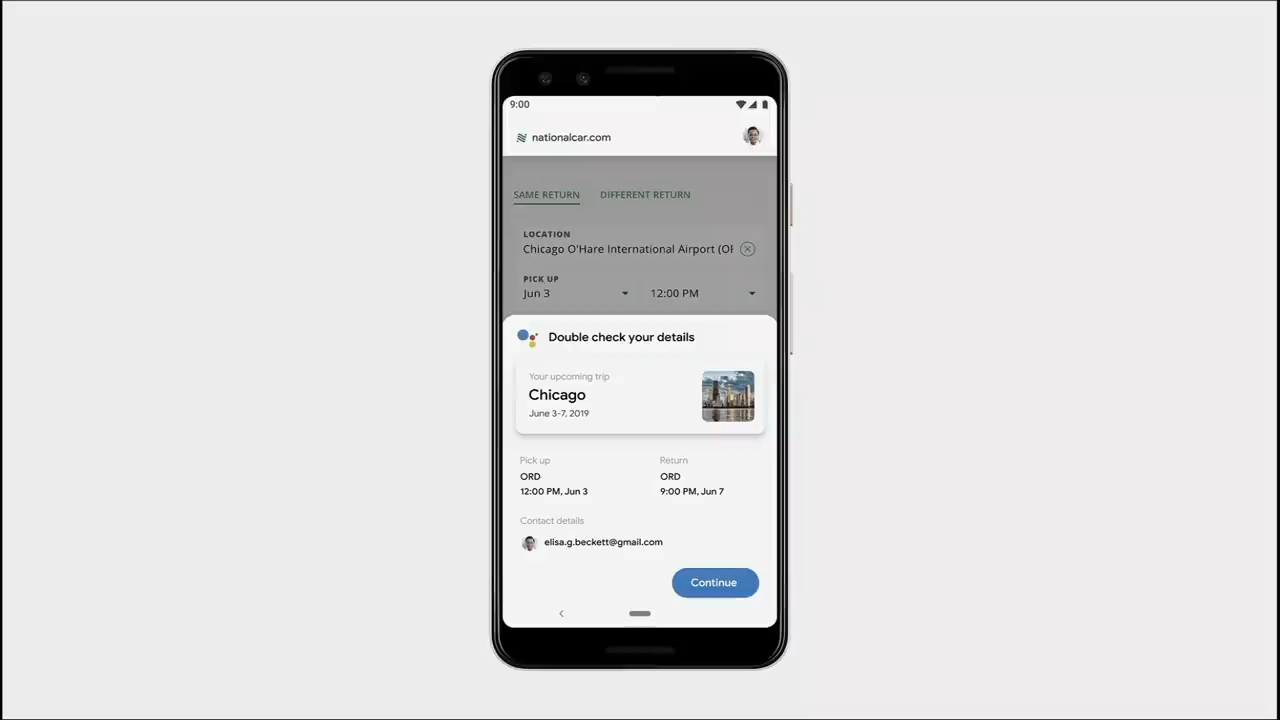 9:00
nationalcar.com
SAME RETURN DIFFERENT RETURN
LOCATION
Chicago O'Hare International Airport (OR
PICK UP
Jun 3 12:00 PM
Double check your details
Your upcoming trip
Chicago
June 3-7, 2019
Pick up Return
ORD ORD
12:00 PM, Jun 3 9:00 PM, Jun 7
Contact details
elisa.g.beckett@gmail.com
Continue